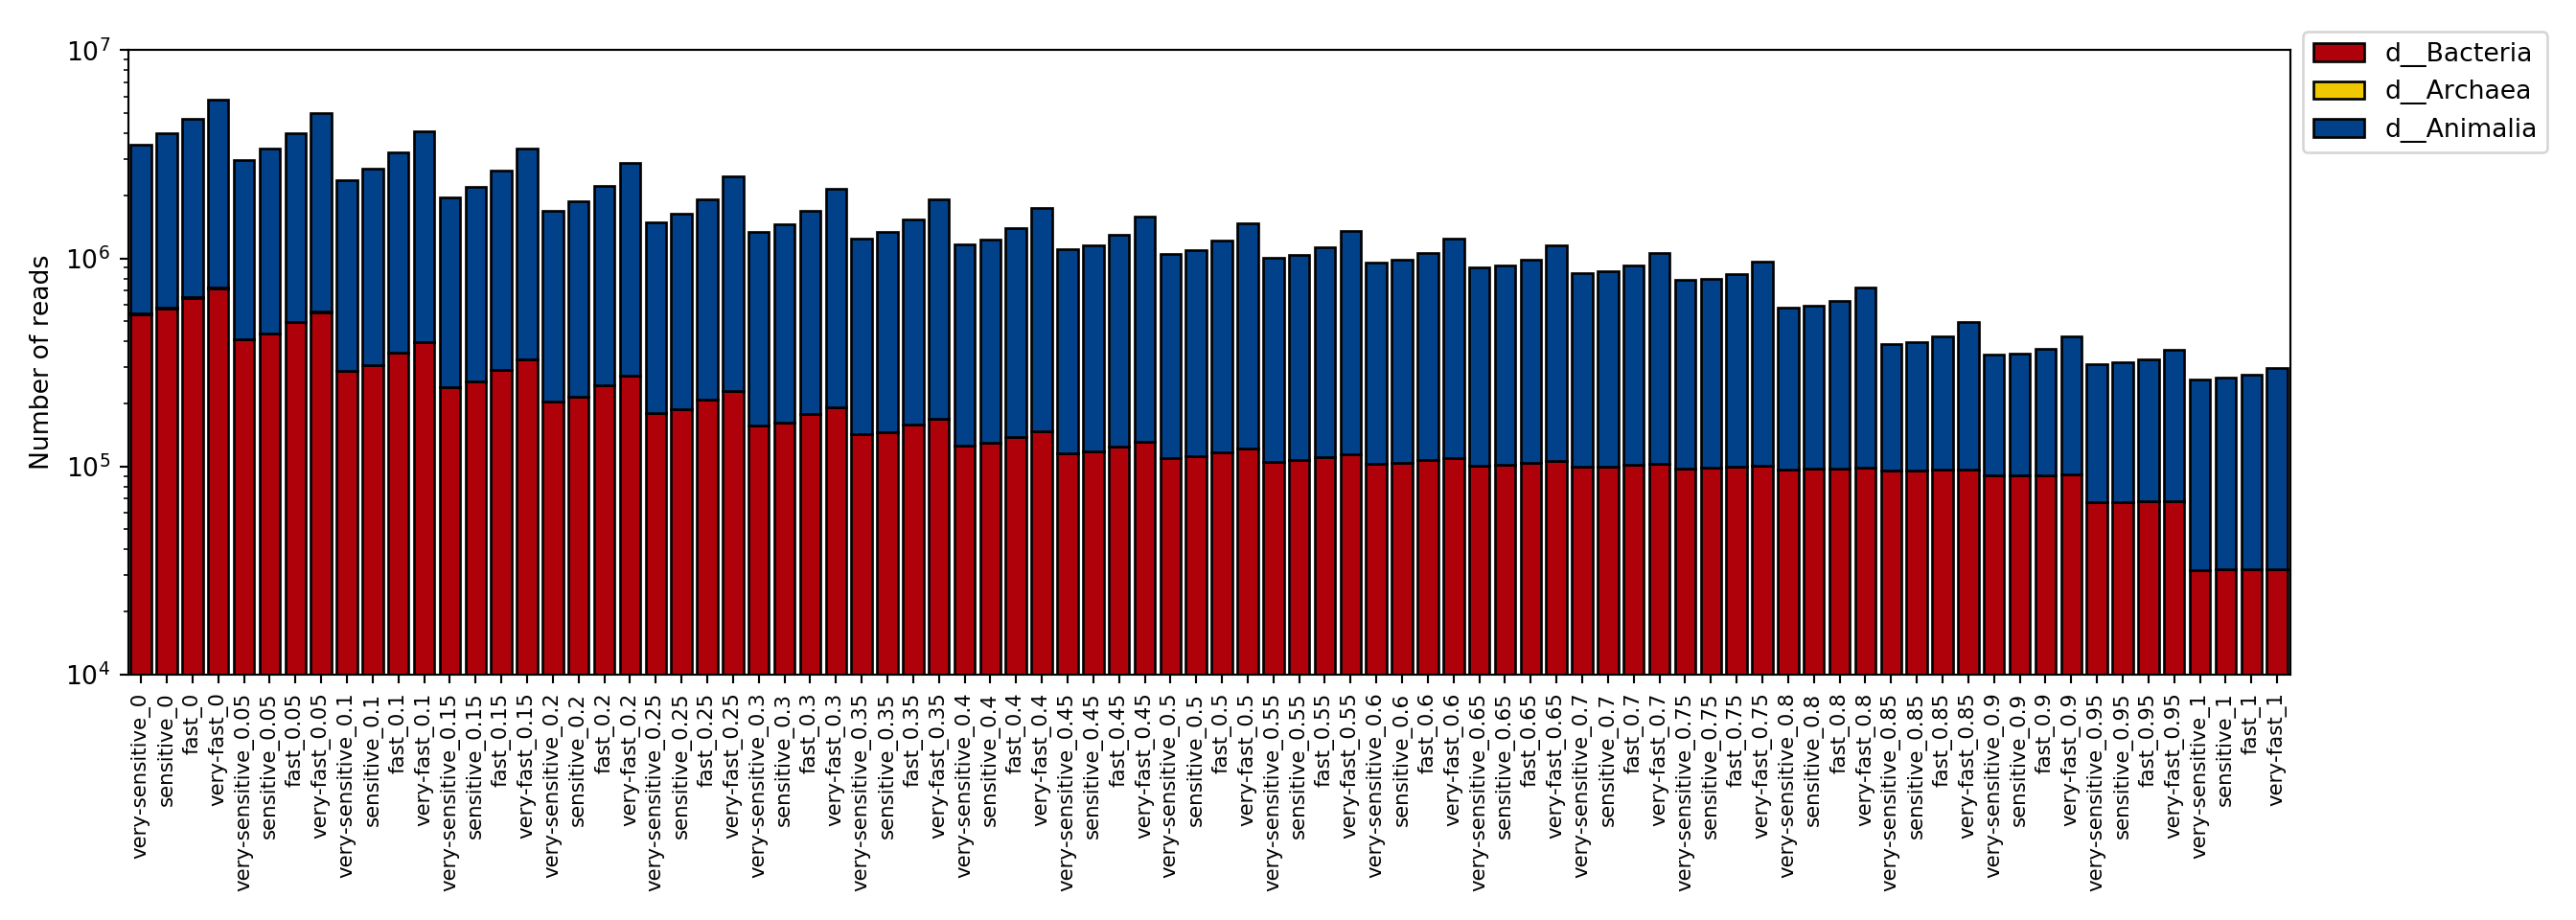 10^7
10^6
10^5
10^4
Number of reads
d__Bacteria
d__Archaea
d__Animalia
very-sensitive_0
sensitive_0
fast_0
very-fast_0
very-sensitive_0.05
sensitive_0.05
fast_0.05
very-fast_0.05
very-sensitive_0.1
sensitive_0.1
fast_0.1
very-fast_0.1
very-sensitive_0.15
sensitive_0.15
fast_0.15
very-fast_0.15
very-sensitive_0.2
sensitive_0.2
fast_0.2
very-fast_0.2
very-sensitive_0.25
sensitive_0.25
fast_0.25
very-fast_0.25
very-sensitive_0.3
sensitive_0.3
fast_0.3
very-fast_0.3
very-sensitive_0.35
sensitive_0.35
fast_0.35
very-fast_0.35
very-sensitive_0.4
sensitive_0.4
fast_0.4
very-fast_0.4
very-sensitive_0.45
sensitive_0.45
fast_0.45
very-fast_0.45
very-sensitive_0.5
sensitive_0.5
fast_0.5
very-fast_0.5
very-sensitive_0.55
sensitive_0.55
fast_0.55
very-fast_0.55
very-sensitive_0.6
sensitive_0.6
fast_0.6
very-fast_0.6
very-sensitive_0.65
sensitive_0.65
fast_0.65
very-fast_0.65
very-sensitive_0.7
sensitive_0.7
fast_0.7
very-fast_0.7
very-sensitive_0.75
sensitive_0.75
fast_0.75
very-fast_0.75
very-sensitive_0.8
sensitive_0.8
fast_0.8
very-fast_0.8
very-sensitive_0.85
sensitive_0.85
fast_0.85
very-fast_0.85
very-sensitive_0.9
sensitive_0.9
fast_0.9
very-fast_0.9
very-sensitive_0.95
sensitive_0.95
fast_0.95
very-fast_0.95
very-sensitive_1
sensitive_1
fast_1
very-fast_1